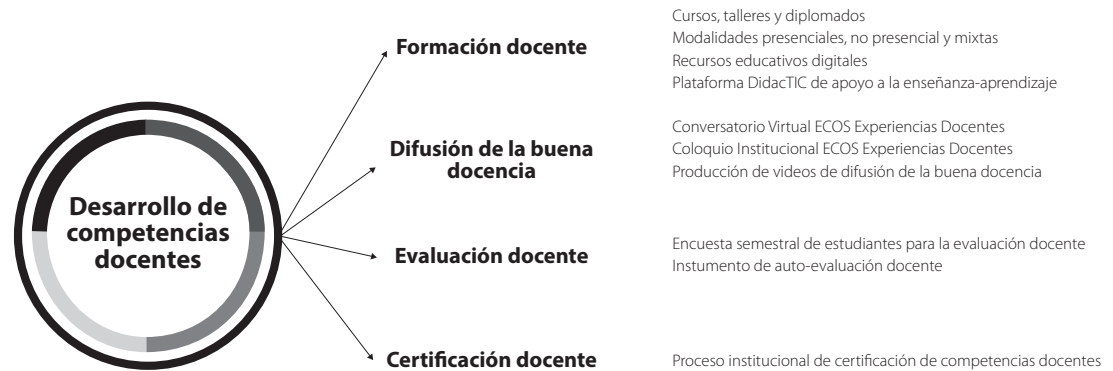 Desarrollo de
competencias
docentes
Formación docente
Cursos, talleres y diplomados
Modalidades presenciales, no presencial y mixtas
Recursos educativos digitales
Plataforma DidacTIC de apoyo a la enseñanza-aprendizaje
Difusión de la buena
docencia
Conversatorio Virtual ECOS Experiencias Docentes
Coloquio Institucional ECOS Experiencias Docentes
Producción de videos de difusión de la buena docencia
Evaluación docente
Encuesta semestral de estudiantes para la evaluación docente
Instumento de auto-evaluación docente
Certificación docente
Proceso institucional de certificación de competencias docentes